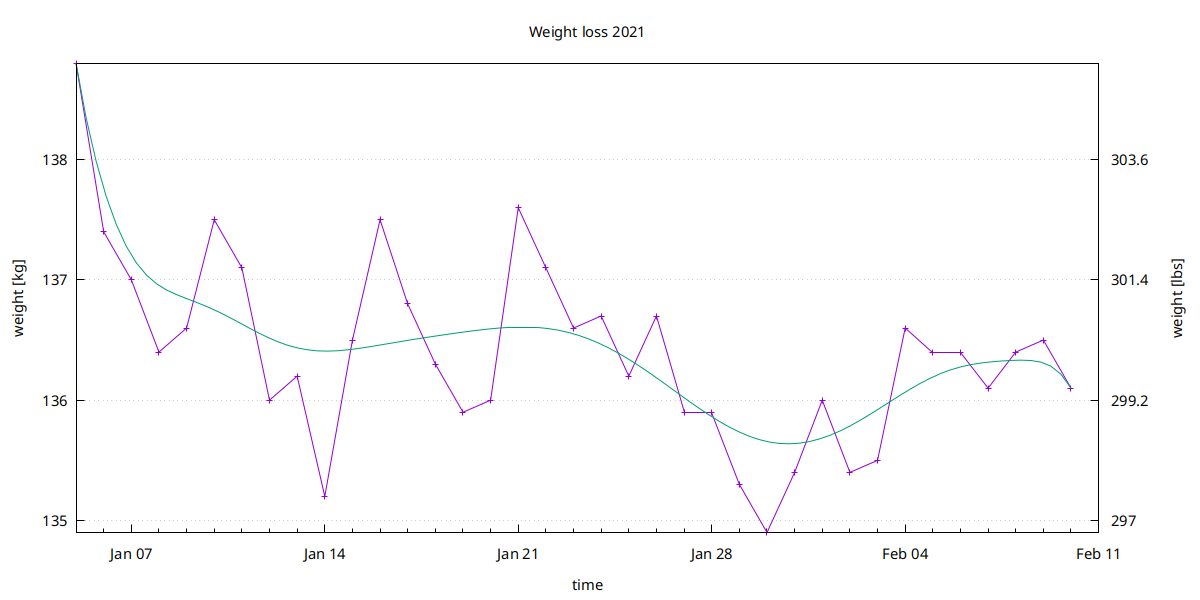 Weight loss 2021
138
137
136
135
303.6
301.4
299.2
297
weight [kg]
weight [lbs]
Jan 07 Jan 14 Jan 21 Jan 28 Feb 04 Feb 11
time